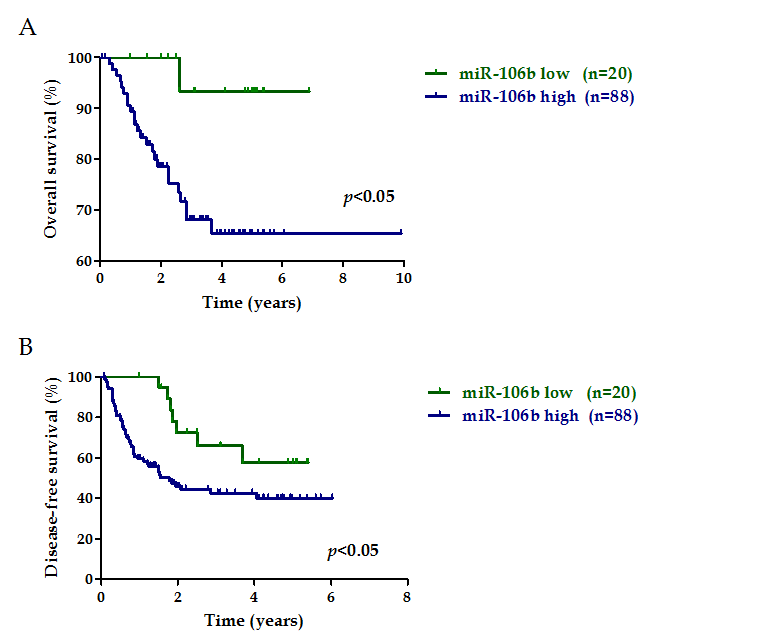 A
Overall survival (%)
100
90
80
70
60
0 2 4 6 8 10
Time (years)
p<0.05
miR-106b low (n=20)
miR-106b high (n=88)
B
Disease-free survival (%)
100
80
60
40
20
0
0 2 4 6 8
Time (years)
p<0.05
miR-106b low (n=20)
miR-106b high (n=88)